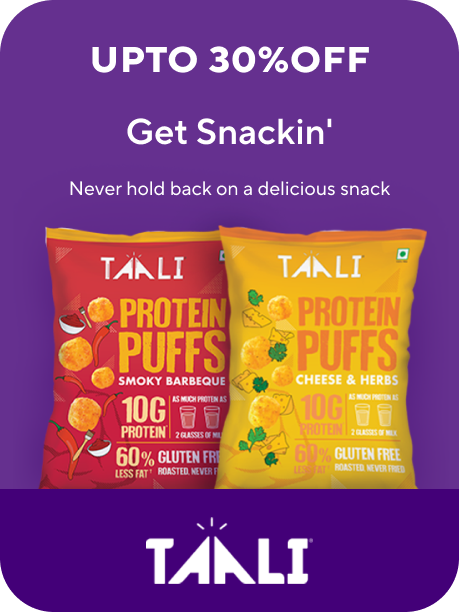 UPTO 30%OFF
Get Snackin'
Never hold back on a delicious snack
TAALI
PROTEIN
PUFFS
SMOKY BARBEQUE
10G
PROTEIN
AS MUCH PROTEIN AS
2 GLASSES OF MILK
60%
LESS FAT
GLUTEN FRE
ROASTED. NEVER FR
TAALI
PROTEIN
PUFFS
CHEESE & HERBS
10G
PROTEIN
AS MUCH PROTEIN AS
2 GLASSES OF MILK
60%
LESS FAT
GLUTEN FREE
ROASTED. NEVER FRIED
TAALI